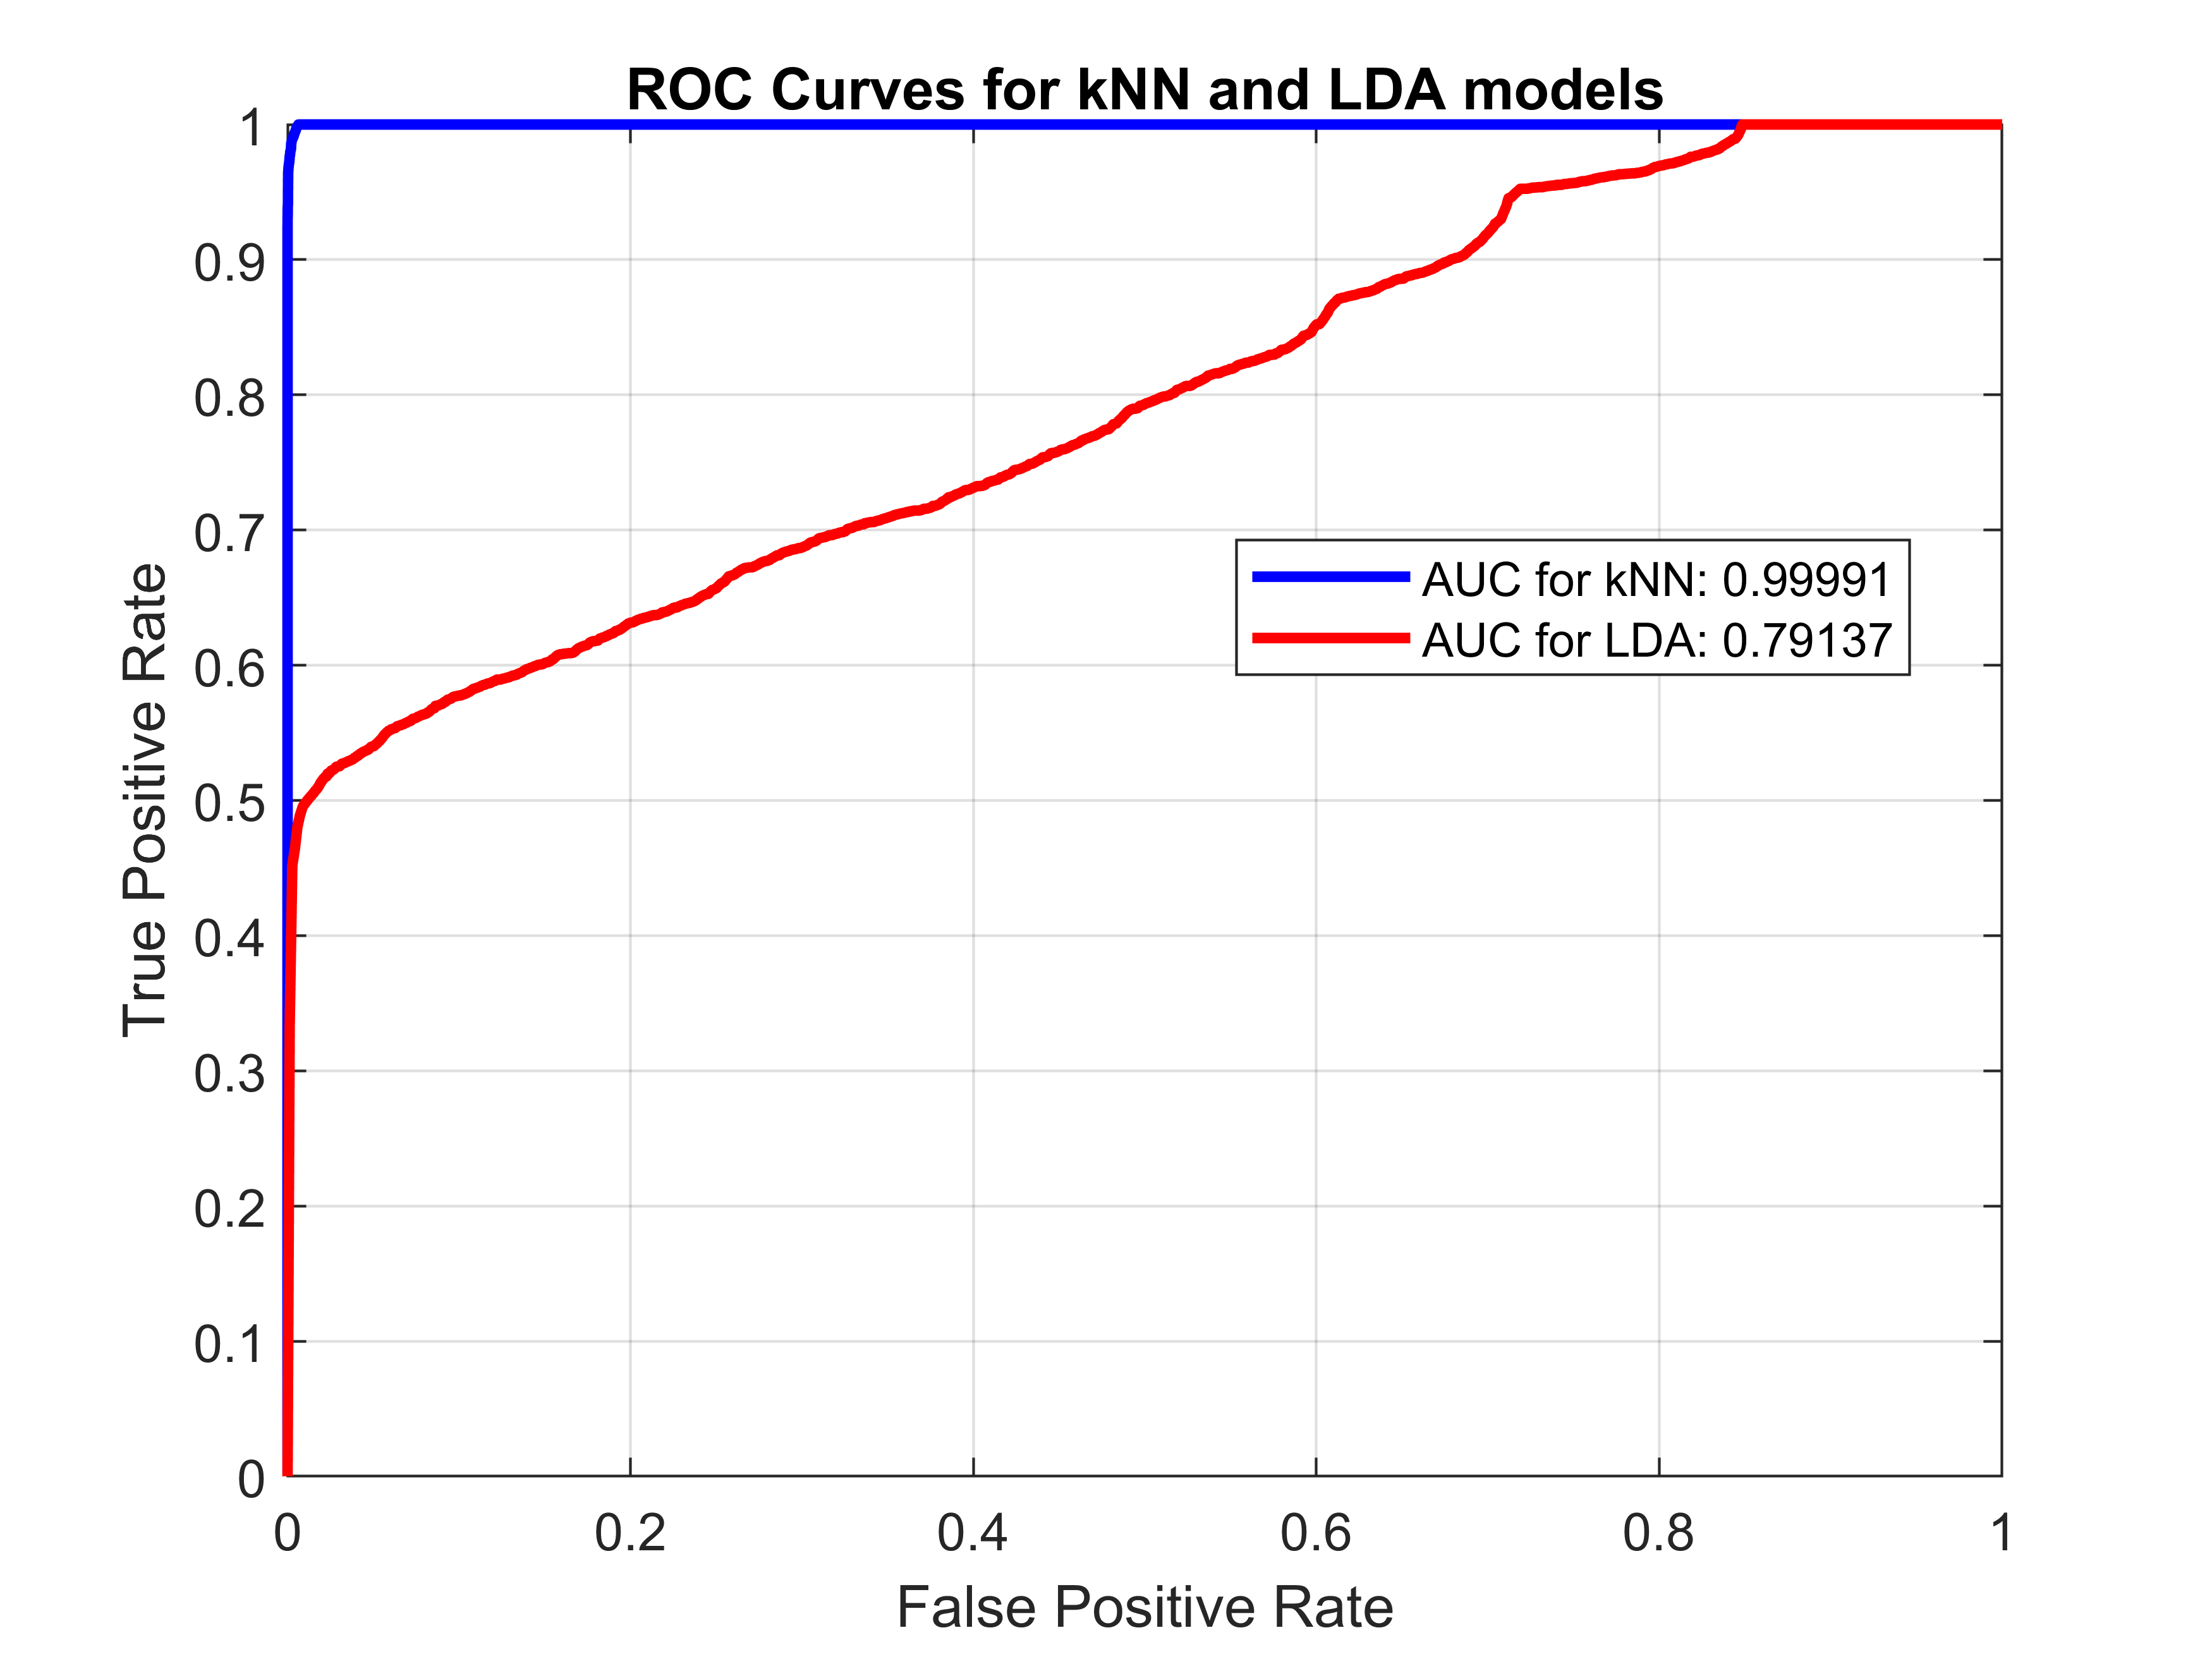 ROC Curves for kNN and LDA models
1
0.9
0.8
0.7
0.6
0.5
0.4
0.3
0.2
0.1
0
True Positive Rate
AUC for kNN: 0.99991
AUC for LDA: 0.79137
0 0.2 0.4 0.6 0.8 1
False Positive Rate